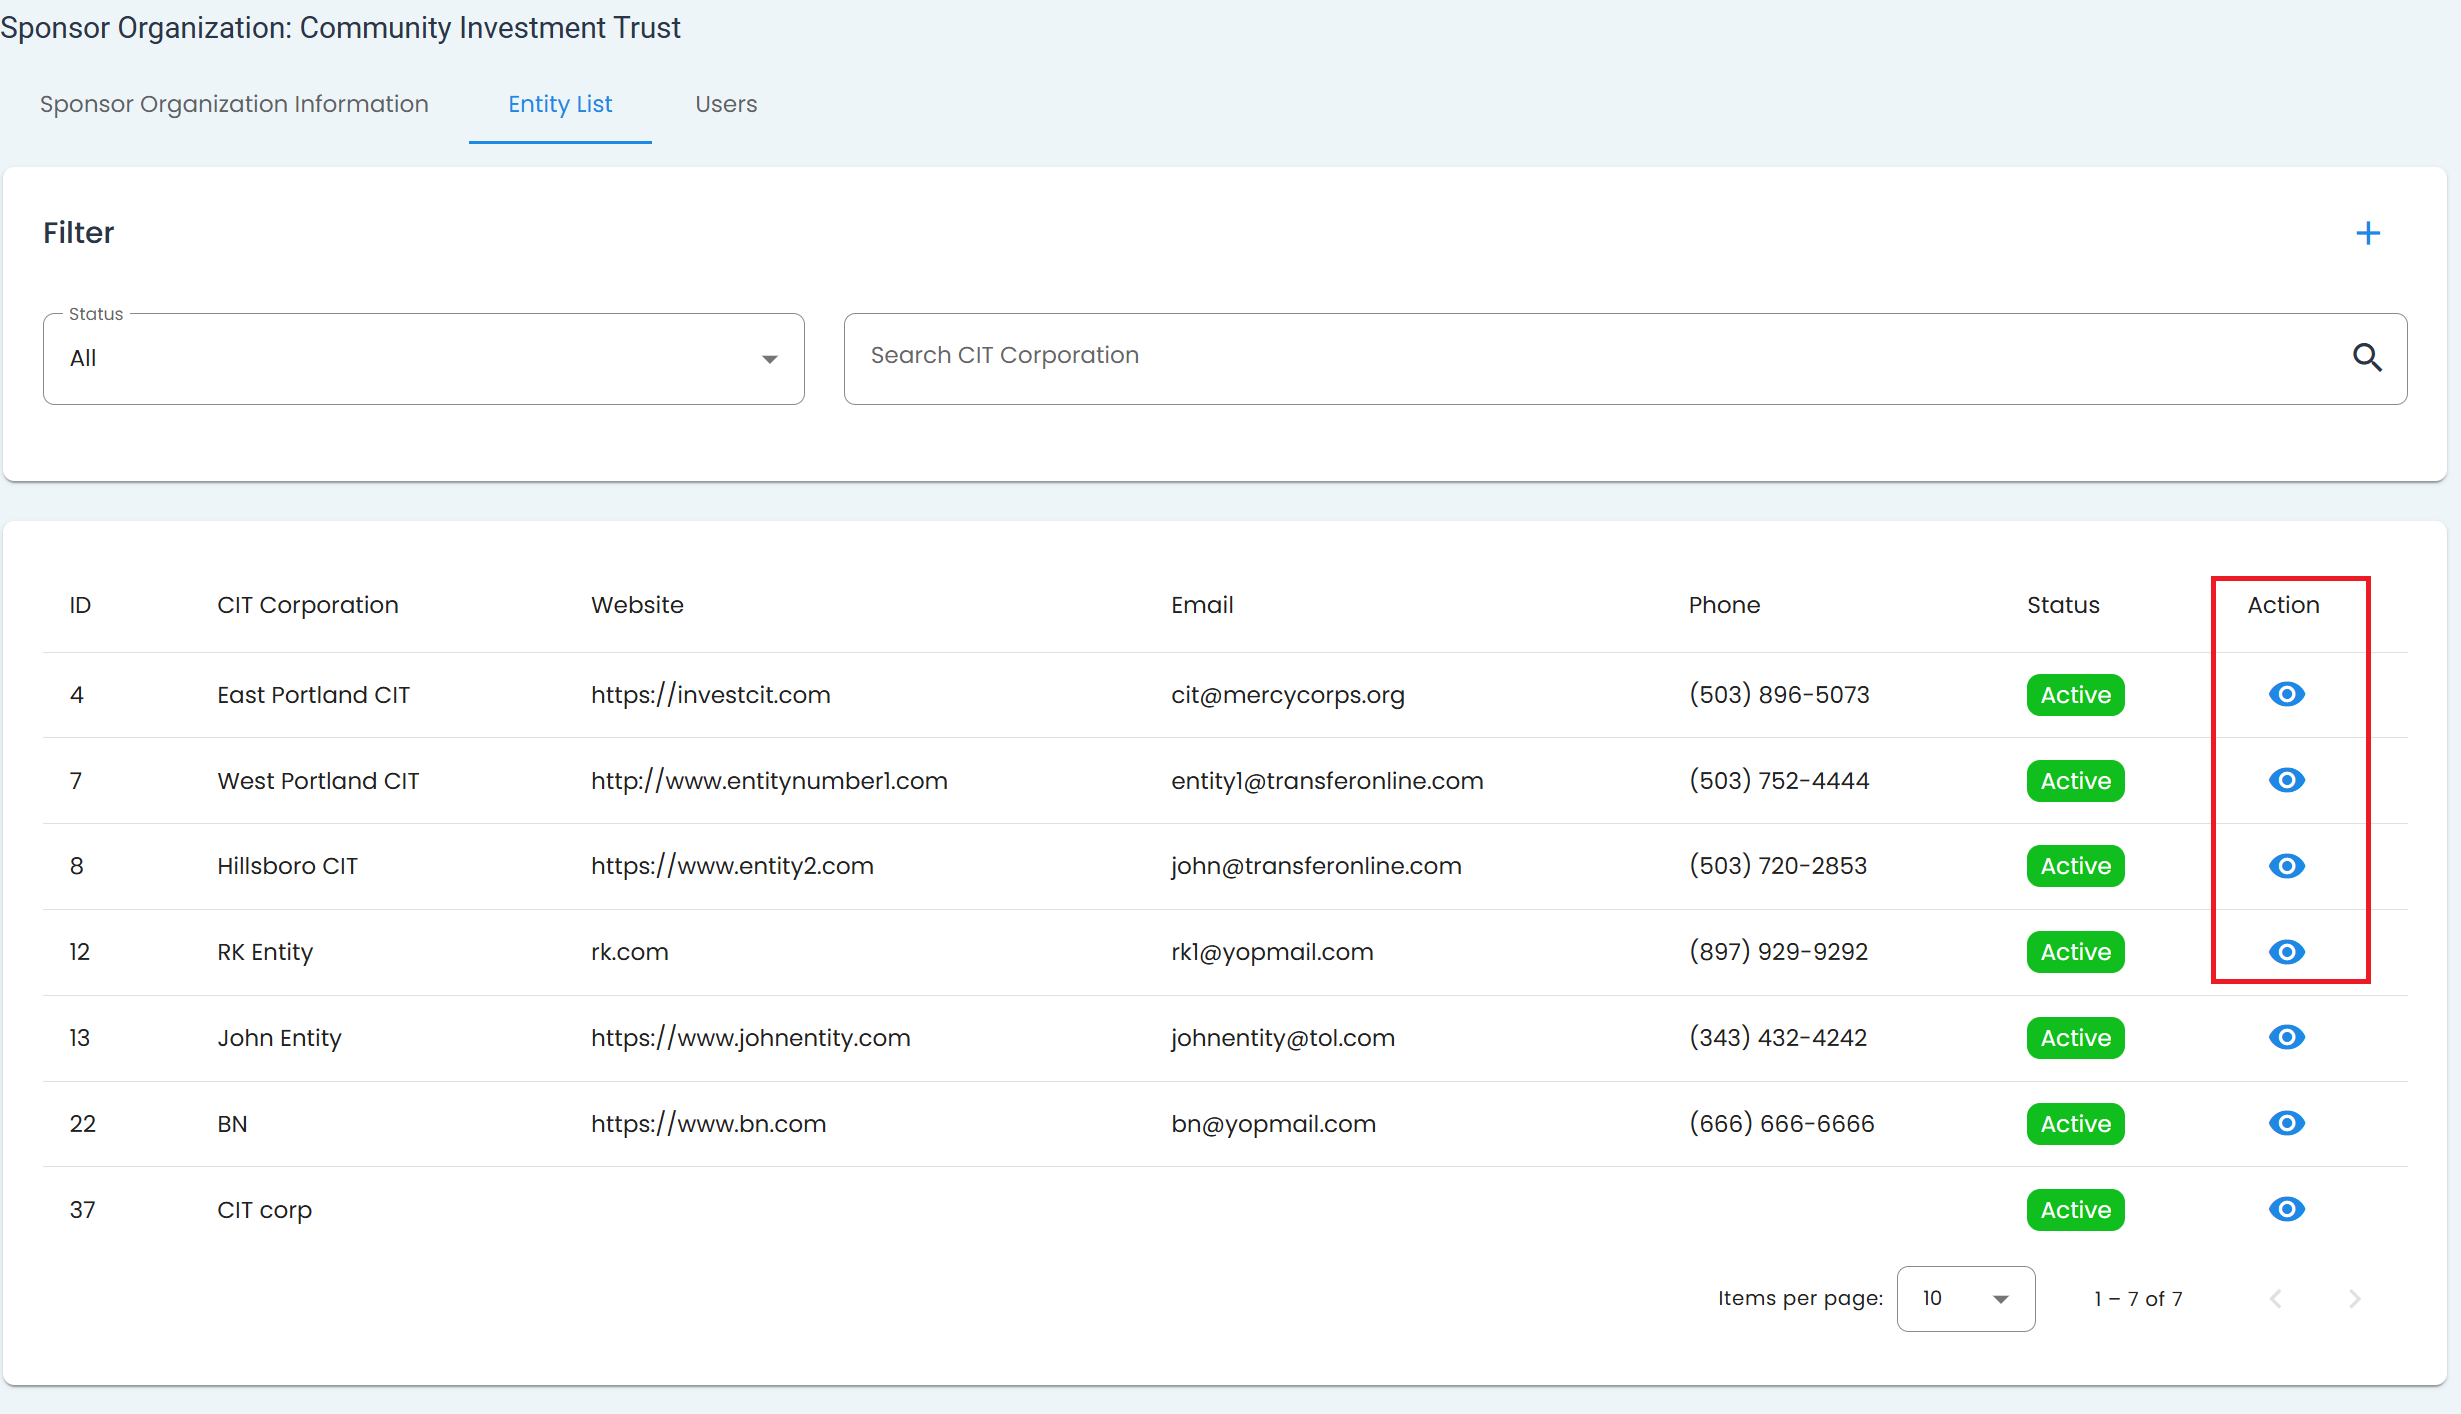 Sponsor Organization: Community Investment Trust
Sponsor Organization Information Entity List Users
Filter
Status
All
Search CIT Corporation
ID CIT Corporation Website Email Phone Status Action
4 East Portland CIT https://investcit.com cit@mercycorps.org (503) 896-5073 Active
7 West Portland CIT http://www.entitynumber1.com entity1@transferonline.com (503) 752-4444 Active
8 Hillsboro CIT https://www.entity2.com john@transferonline.com (503) 720-2853 Active
12 RK Entity rk.com rk1@yopmail.com (897) 929-9292 Active
13 John Entity https://www.johnentity.com johnentity@tol.com (343) 432-4242 Active
22 BN https://www.bn.com bn@yopmail.com (666) 666-6666 Active
37 CIT corp Active
Items per page: 10 1 – 7 of 7